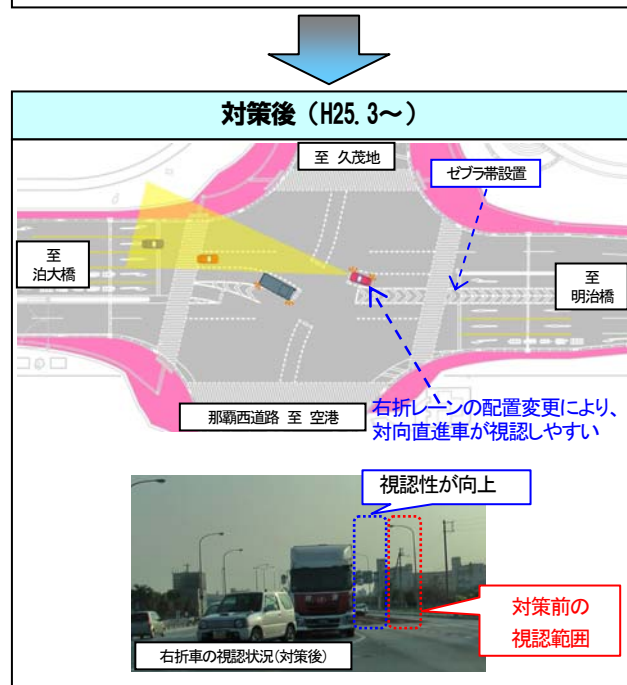 対策後（H25.3～）
至 久茂地
ゼブラ帯設置
至
泊大橋
至
明治橋
右折レーンの配置変更により、
対向直進車が視認しやすい
那覇西道路 至 空港
視認性が向上
対策前の
視認範囲
右折車の視認状況(対策後)